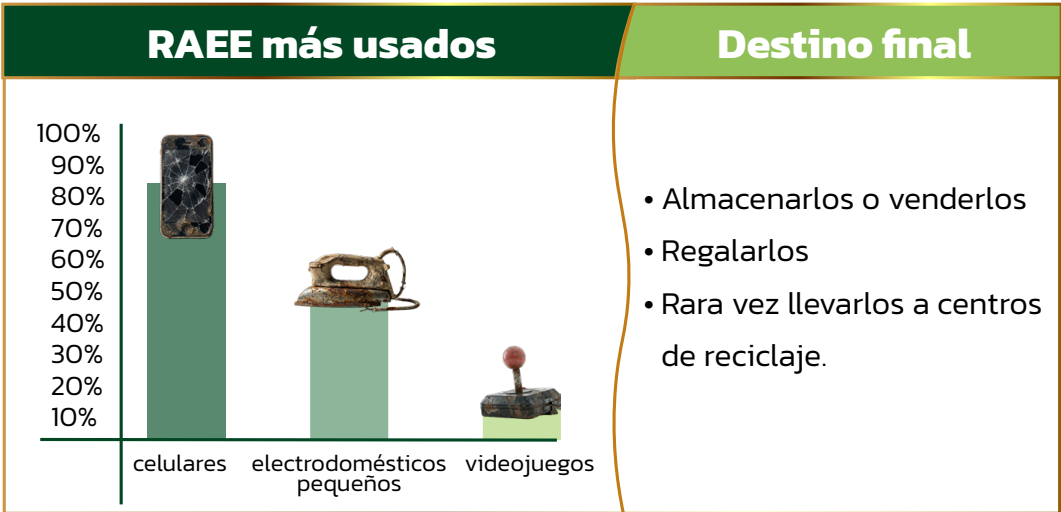 RAEE más usados
Destino final
100%
90%
80%
70%
60%
50%
40%
30%
20%
10%
celulares
electrodomésticos
pequeños
videojuegos
• Almacenarlos o venderlos
• Regalarlos
• Rara vez llevarlos a centros
de reciclaje.